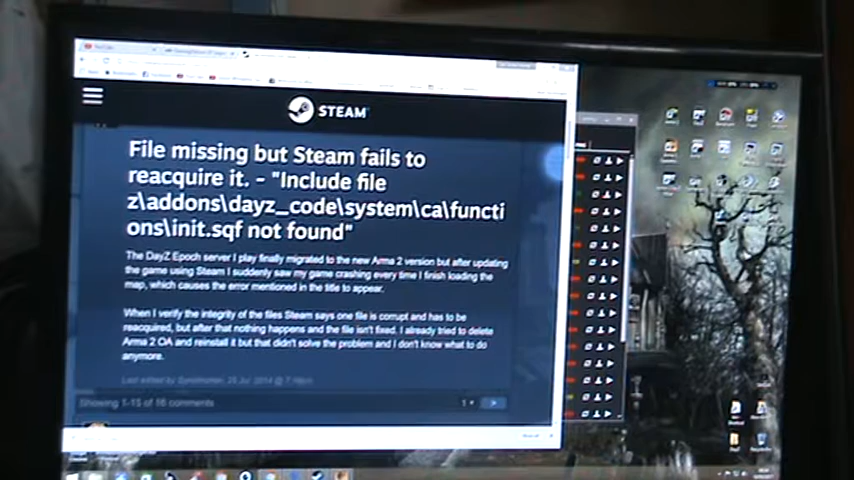 STEAM
File missing but Steam fails to
reacquire it. - "Include file
z\addons\dayz_code\system\ca\functi
ons\init.sqf not found"
The DayZ Epoch server I play finally migrated to the new Arma 2 version but after updating
the game using Steam I suddenly saw my game crashing every time I finish loading the
map, which causes the error mentioned in the title to appear.
When I verify the integrity of the files Steam says one file is corrupt and has to be
reacquired, but after that nothing happens and the file isn't fixed. I already tried to delete
Arma 2 OA and reinstall it but that didn't solve the problem and I don't know what to do
anymore.
Last edited by
Showing 1-15 of 16 comments
1
>